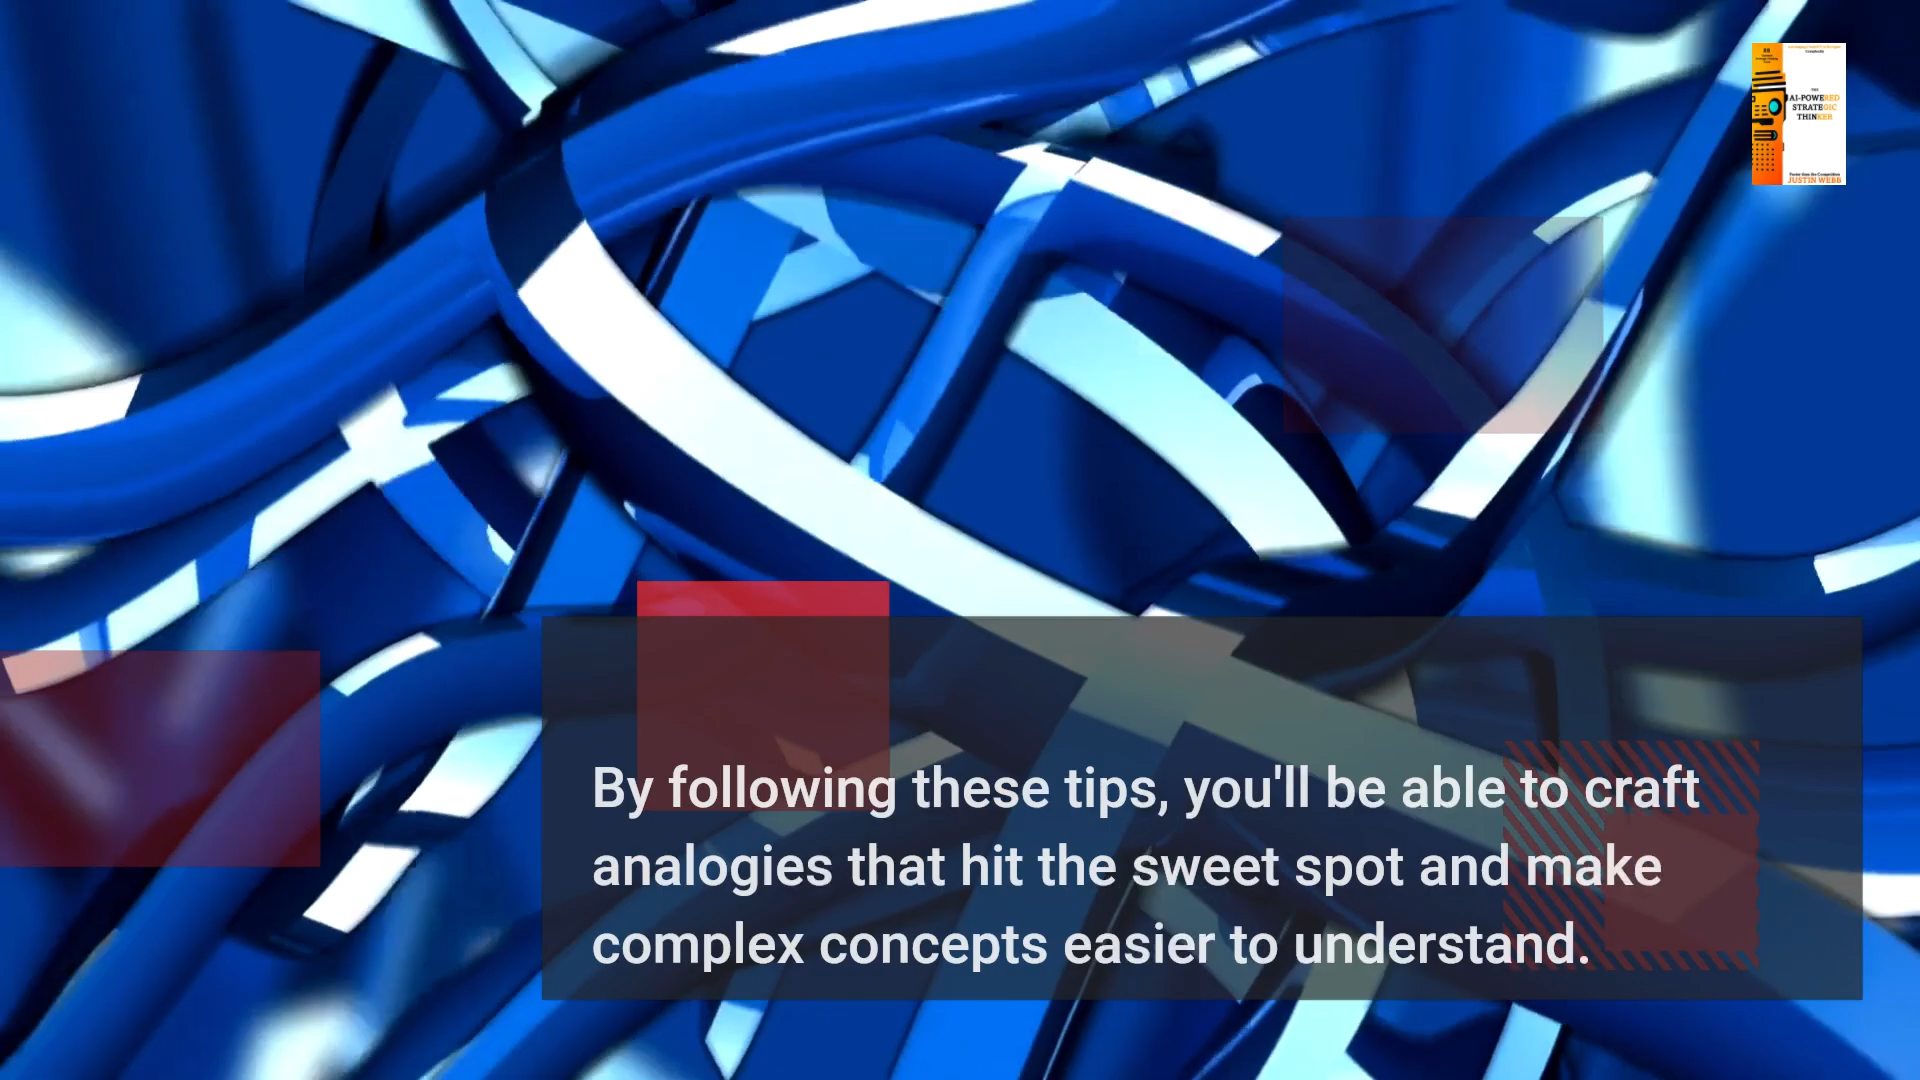 THE
AI-POWERED
STRATEGIC
THINKER
JUSTIN WEBB
By following these tips, you'll be able to craft
analogies that hit the sweet spot and make
complex concepts easier to understand.